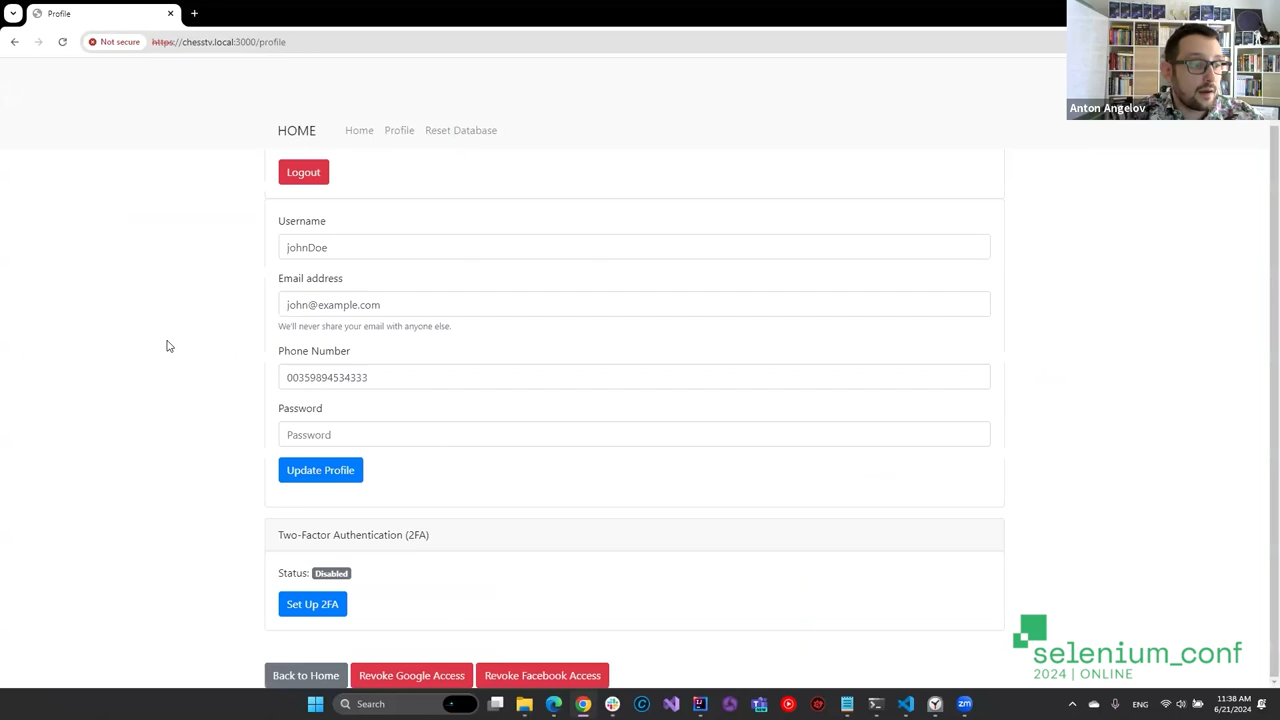 Profile
Not secure https://chesstv.local:3000/profile
Anton Angelov
HOME Home Profile Reset Database
Logout
Username
johnDoe
Email address
john@example.com
We'll never share your email with anyone else.
Phone Number
00359894534333
Password
Password
Update Profile
Two-Factor Authentication (2FA)
Status: Disabled
Set Up 2FA
selenium_conf
2024 | ONLINE
Back to Home Revoke Google Access Revoke Facebook Access
Search
ENG
11:38 AM
6/21/2024